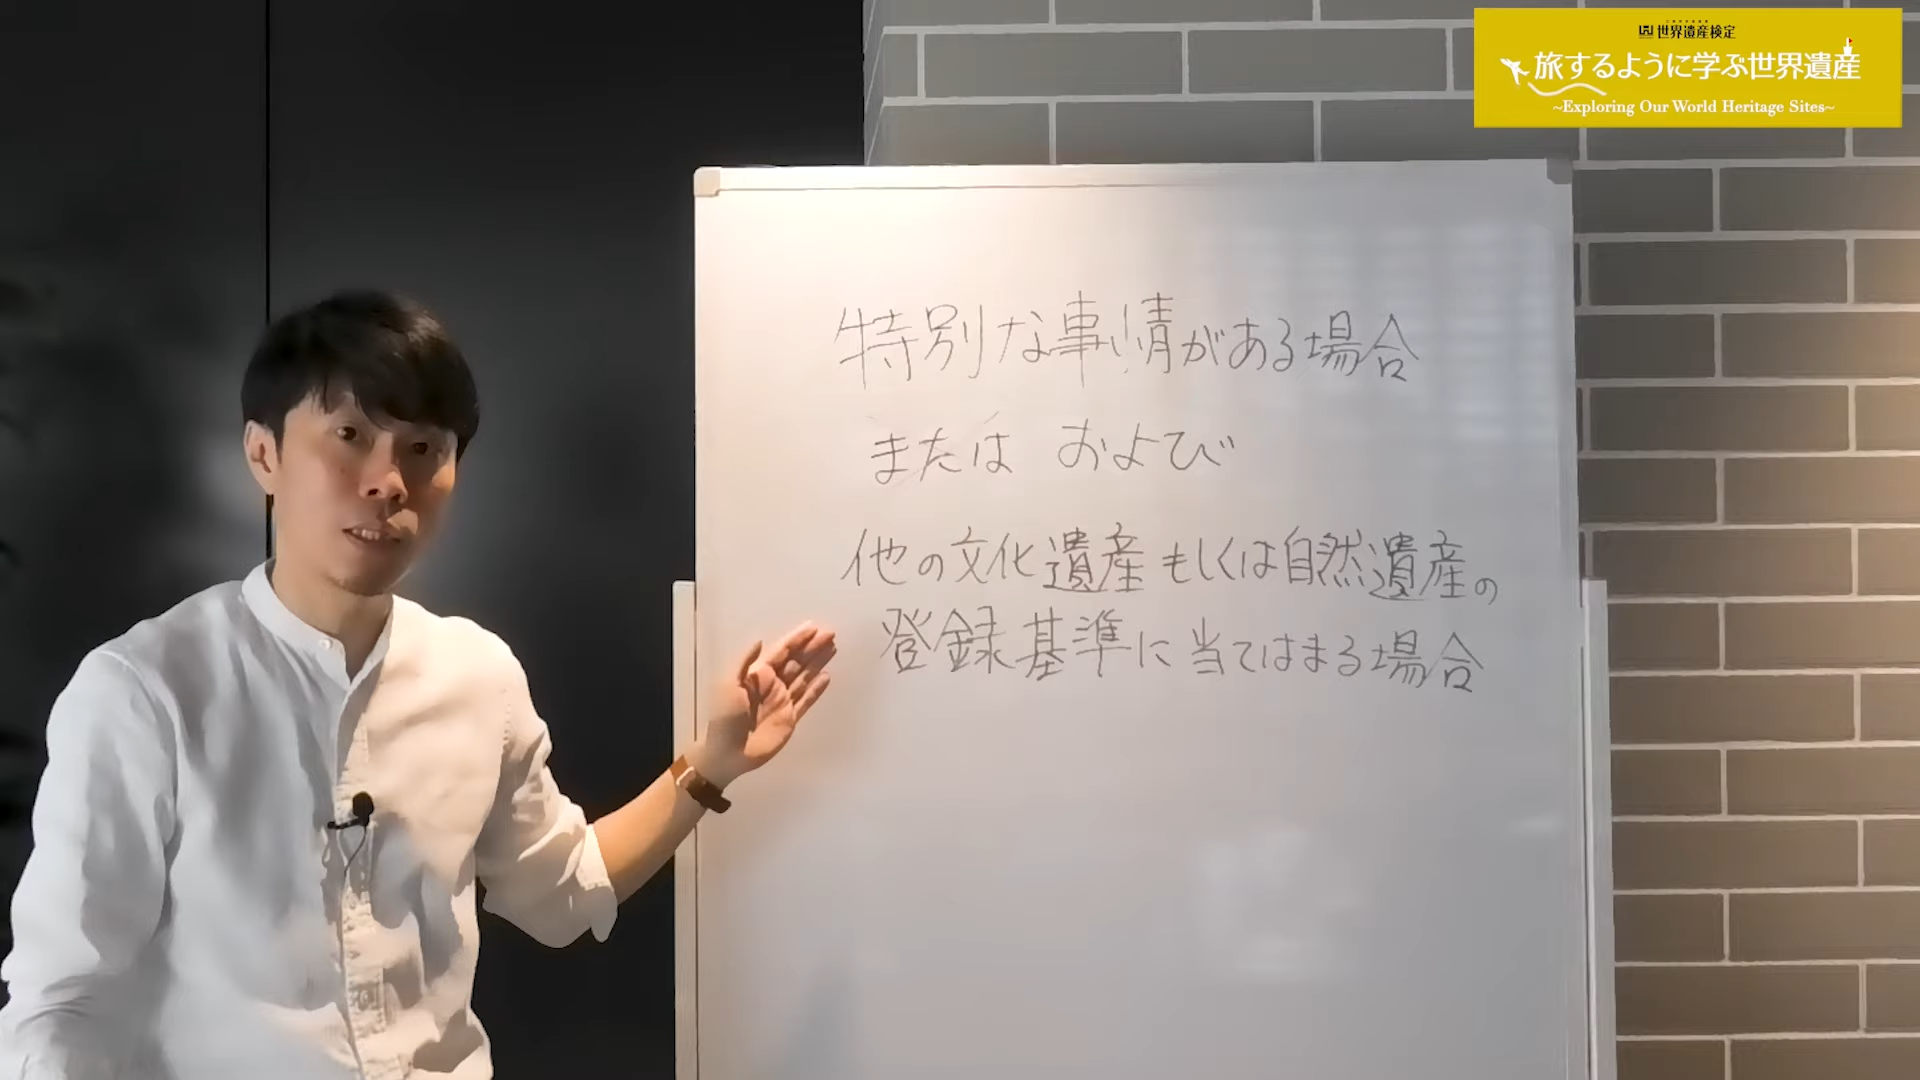 世界遺産検定
旅するように学ぶ世界遺産
~Exploring Our World Heritage Sites~
特別な事情がある場合
または および
他の文化遺産もしくは自然遺産の
登録基準に当てはまる場合